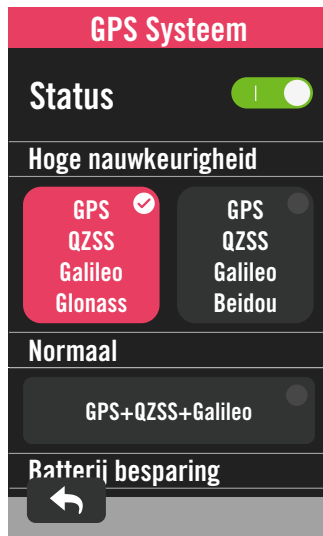 GPS Systeem
Status
Hoge nauwkeurigheid
GPS
QZSS
Galileo
Glonass
GPS
QZSS
Galileo
Beidou
Normaal
GPS+QZSS+Galileo
Batterij besparing